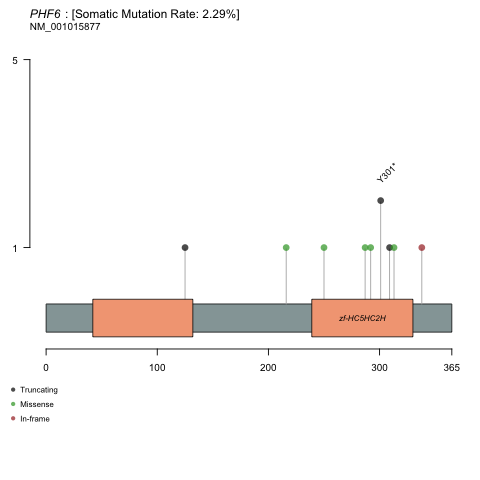 PHF6 : [Somatic Mutation Rate: 2.29%]
NM_001015877
5
Y301*
1
zf-HC5HC2H
0 100 200 300 365
Truncating
Missense
In-frame